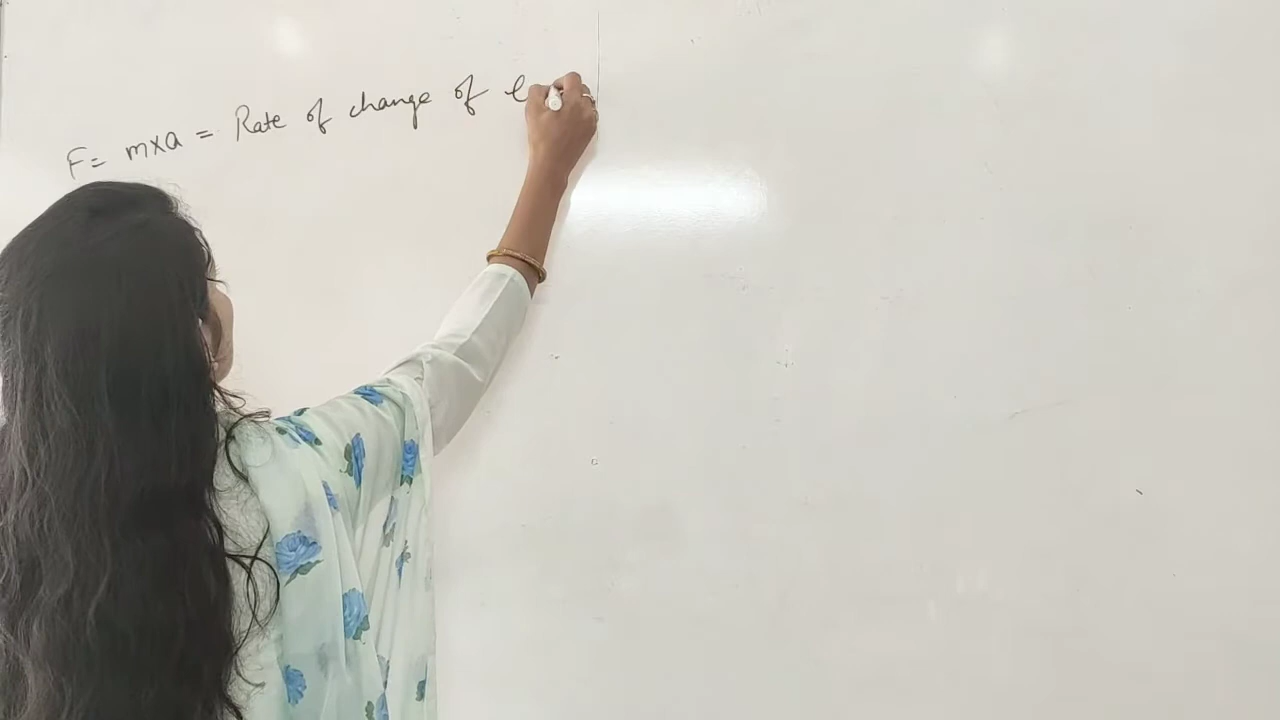 F = m×a = Rate of change of